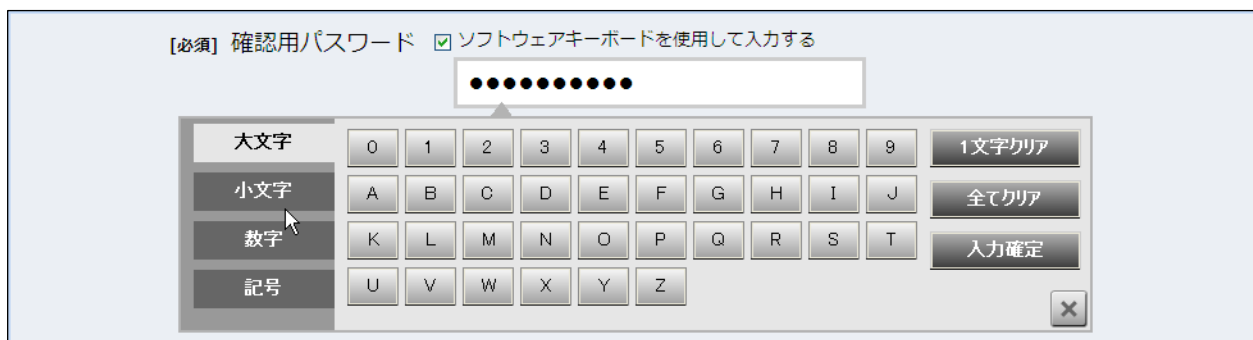 [必須] 確認用パスワード ソフトウェアキーボードを使用して入力する
●●●●●●●●●●
大文字 0 1 2 3 4 5 6 7 8 9 1文字クリア
小文字 A B C D E F G H I J 全てクリア
数字 K L M N O P Q R S T 入力確定
記号 U V W X Y Z